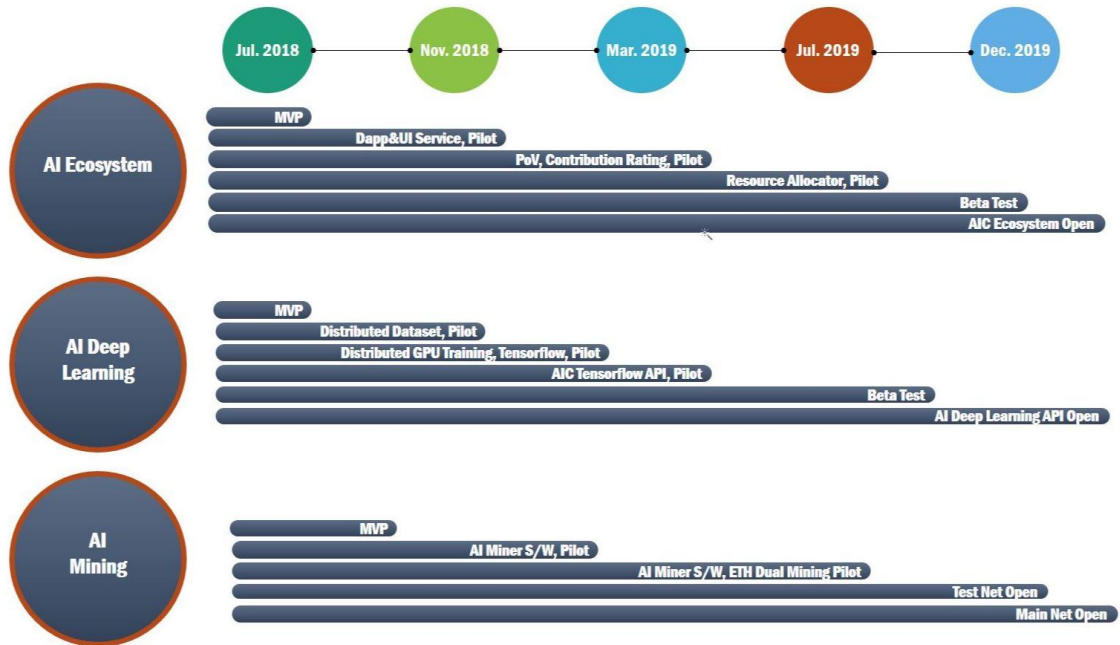 Jul. 2018
Nov. 2018
Mar. 2019
Jul. 2019
Dec. 2019
AI Ecosystem
MVP
Dapp&UI Service, Pilot
PoV, Contribution Rating, Pilot
Resource Allocator, Pilot
Beta Test
AIC Ecosystem Open
AI Deep
Learning
MVP
Distributed Dataset, Pilot
Distributed GPU Training, Tensorflow, Pilot
AIC Tensorflow API, Pilot
Beta Test
AI Deep Learning API Open
AI
Mining
MVP
AI Miner S/W, Pilot
AI Miner S/W, ETH Dual Mining Pilot
Test Net Open
Main Net Open